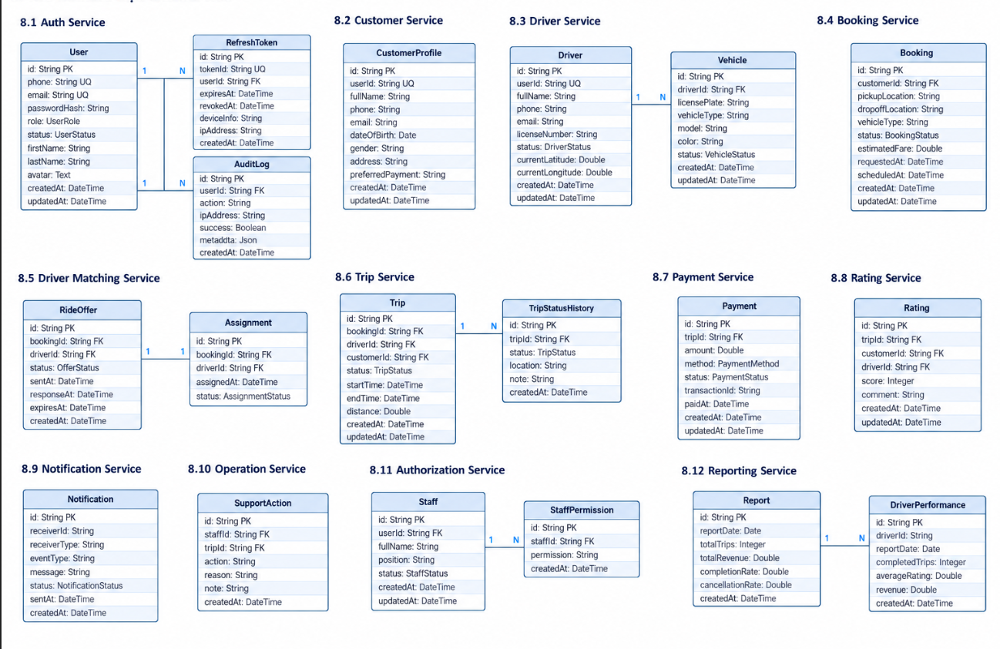 8.1 Auth Service
User
id: String PK
phone: String UQ
email: String UQ
passwordHash: String
role: UserRole
status: UserStatus
firstName: String
lastName: String
avatar: Text
createdAt: DateTime
updatedAt: DateTime
1 N
1 N
RefreshToken
id: String PK
tokenId: String UQ
userId: String FK
expiresAt: DateTime
revokedAt: DateTime
deviceInfo: String
ipAddress: String
createdAt: DateTime
AuditLog
id: String PK
userId: String FK
action: String
ipAddress: String
success: Boolean
metaddta: Json
createdAt: DateTime
8.2 Customer Service
CustomerProfile
id: String PK
userId: String UQ
fullName: String
phone: String
email: String
dateOfBirth: Date
gender: String
address: String
preferredPayment: String
createdAt: DateTime
updatedAt: DateTime
8.3 Driver Service
Driver
id: String PK
userId: String UQ
fullName: String
phone: String
email: String
licenseNumber: String
status: DriverStatus
currentLatitude: Double
currentLongitude: Double
createdAt: DateTime
updatedAt: DateTime
1 N
Vehicle
id: String PK
driverId: String FK
licensePlate: String
vehicleType: String
model: String
color: String
status: VehicleStatus
createdAt: DateTime
updatedAt: DateTime
8.4 Booking Service
Booking
id: String PK
customerId: String FK
pickupLocation: String
dropoffLocation: String
vehicleType: String
status: BookingStatus
estimatedFare: Double
requestedAt: DateTime
scheduledAt: DateTime
createdAt: DateTime
updatedAt: DateTime
8.5 Driver Matching Service
RideOffer
id: String PK
bookingId: String FK
driverId: String FK
status: OfferStatus
sentAt: DateTime
responseAt: DateTime
expiresAt: DateTime
createdAt: DateTime
1 1
Assignment
id: String PK
bookingId: String FK
driverId: String FK
assignedAt: DateTime
status: AssignmentStatus
8.6 Trip Service
Trip
id: String PK
bookingId: String FK
driverId: String FK
customerId: String FK
status: TripStatus
startTime: DateTime
endTime: DateTime
distance: Double
createdAt: DateTime
updatedAt: DateTime
1 N
TripStatusHistory
id: String PK
tripId: String FK
status: TripStatus
location: String
note: String
createdAt: DateTime
8.7 Payment Service
Payment
id: String PK
tripId: String FK
amount: Double
method: PaymentMethod
status: PaymentStatus
transactionId: String
paidAt: DateTime
createdAt: DateTime
updatedAt: DateTime
8.8 Rating Service
Rating
id: String PK
tripId: String FK
customerId: String FK
driverId: String FK
score: Integer
comment: String
createdAt: DateTime
updatedAt: DateTime
8.9 Notification Service
Notification
id: String PK
receiverId: String
receiverType: String
eventType: String
message: String
status: NotificationStatus
sentAt: DateTime
createdAt: DateTime
8.10 Operation Service
SupportAction
id: String PK
staffId: String FK
tripId: String FK
action: String
reason: String
note: String
createdAt: DateTime
8.11 Authorization Service
Staff
id: String PK
userId: String FK
fullName: String
position: String
status: StaffStatus
createdAt: DateTime
updatedAt: DateTime
1 N
StaffPermission
id: String PK
staffId: String FK
permission: String
createdAt: DateTime
8.12 Reporting Service
Report
id: String PK
reportDate: Date
totalTrips: Integer
totalRevenue: Double
completionRate: Double
cancellationRate: Double
createdAt: DateTime
1 N
DriverPerformance
id: String PK
driverId: String
reportDate: Date
completedTrips: Integer
averageRating: Double
revenue: Double
createdAt: DateTime